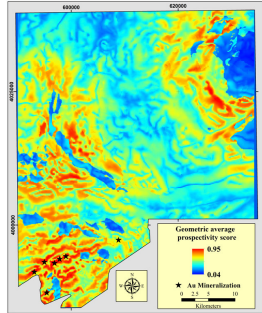 600000
620000
4020000
4000000
Geometric average
prospectivity score
0.95
0.04
Au Mineralization
0 2.5 5 10
Kilometers
N
W E
S